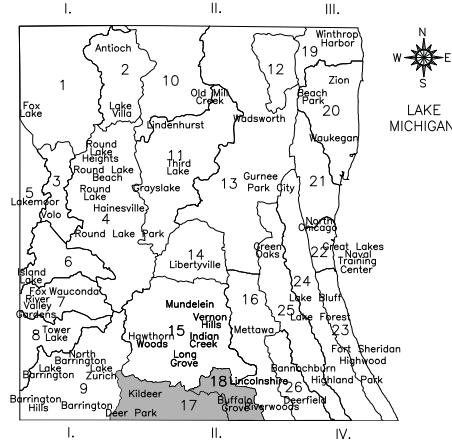 I.
II.
III.
Winthrop
Harbor
19
N
W
E
S
Antioch
1
2
10
12
Zion
Old Mill
Creek
Beach
Park
20
Fox
Lake
Lake
Villa
LAKE
MICHIGAN
Lindenhurst
Wadsworth
Waukegan
Round
Lake
Heights
11
Third
Lake
Round Lake
Beach
Gurnee
Park City
3
Round
Lake
Grayslake
13
21
5
Lakemoor
Volo
4
Hainesville
Round Lake Park
North
Chicago
6
14
Libertyville
Green
Oaks
22
Great Lakes
Naval
Training
Center
Island
Lake
24
Fox
River
Valley
Gardens
Wauconda
7
Mundelein
16
Lake Bluff
25
Lake Forest
Vernon
Hills
8
Tower
Lake
Hawthorn
Woods
15
Indian
Creek
Mettawa
23
Long
Grove
Fort Sheridan
Highwood
North
Barrington
Lake
Barrington
Lake
Zurich
Bannockburn
9
18
Lincolnshire
26
Highland Park
Kildeer
Barrington
Hills
Barrington
Deer Park
17
Buffalo
Grove
Riverwoods
Deerfield
I.
II.
IV.